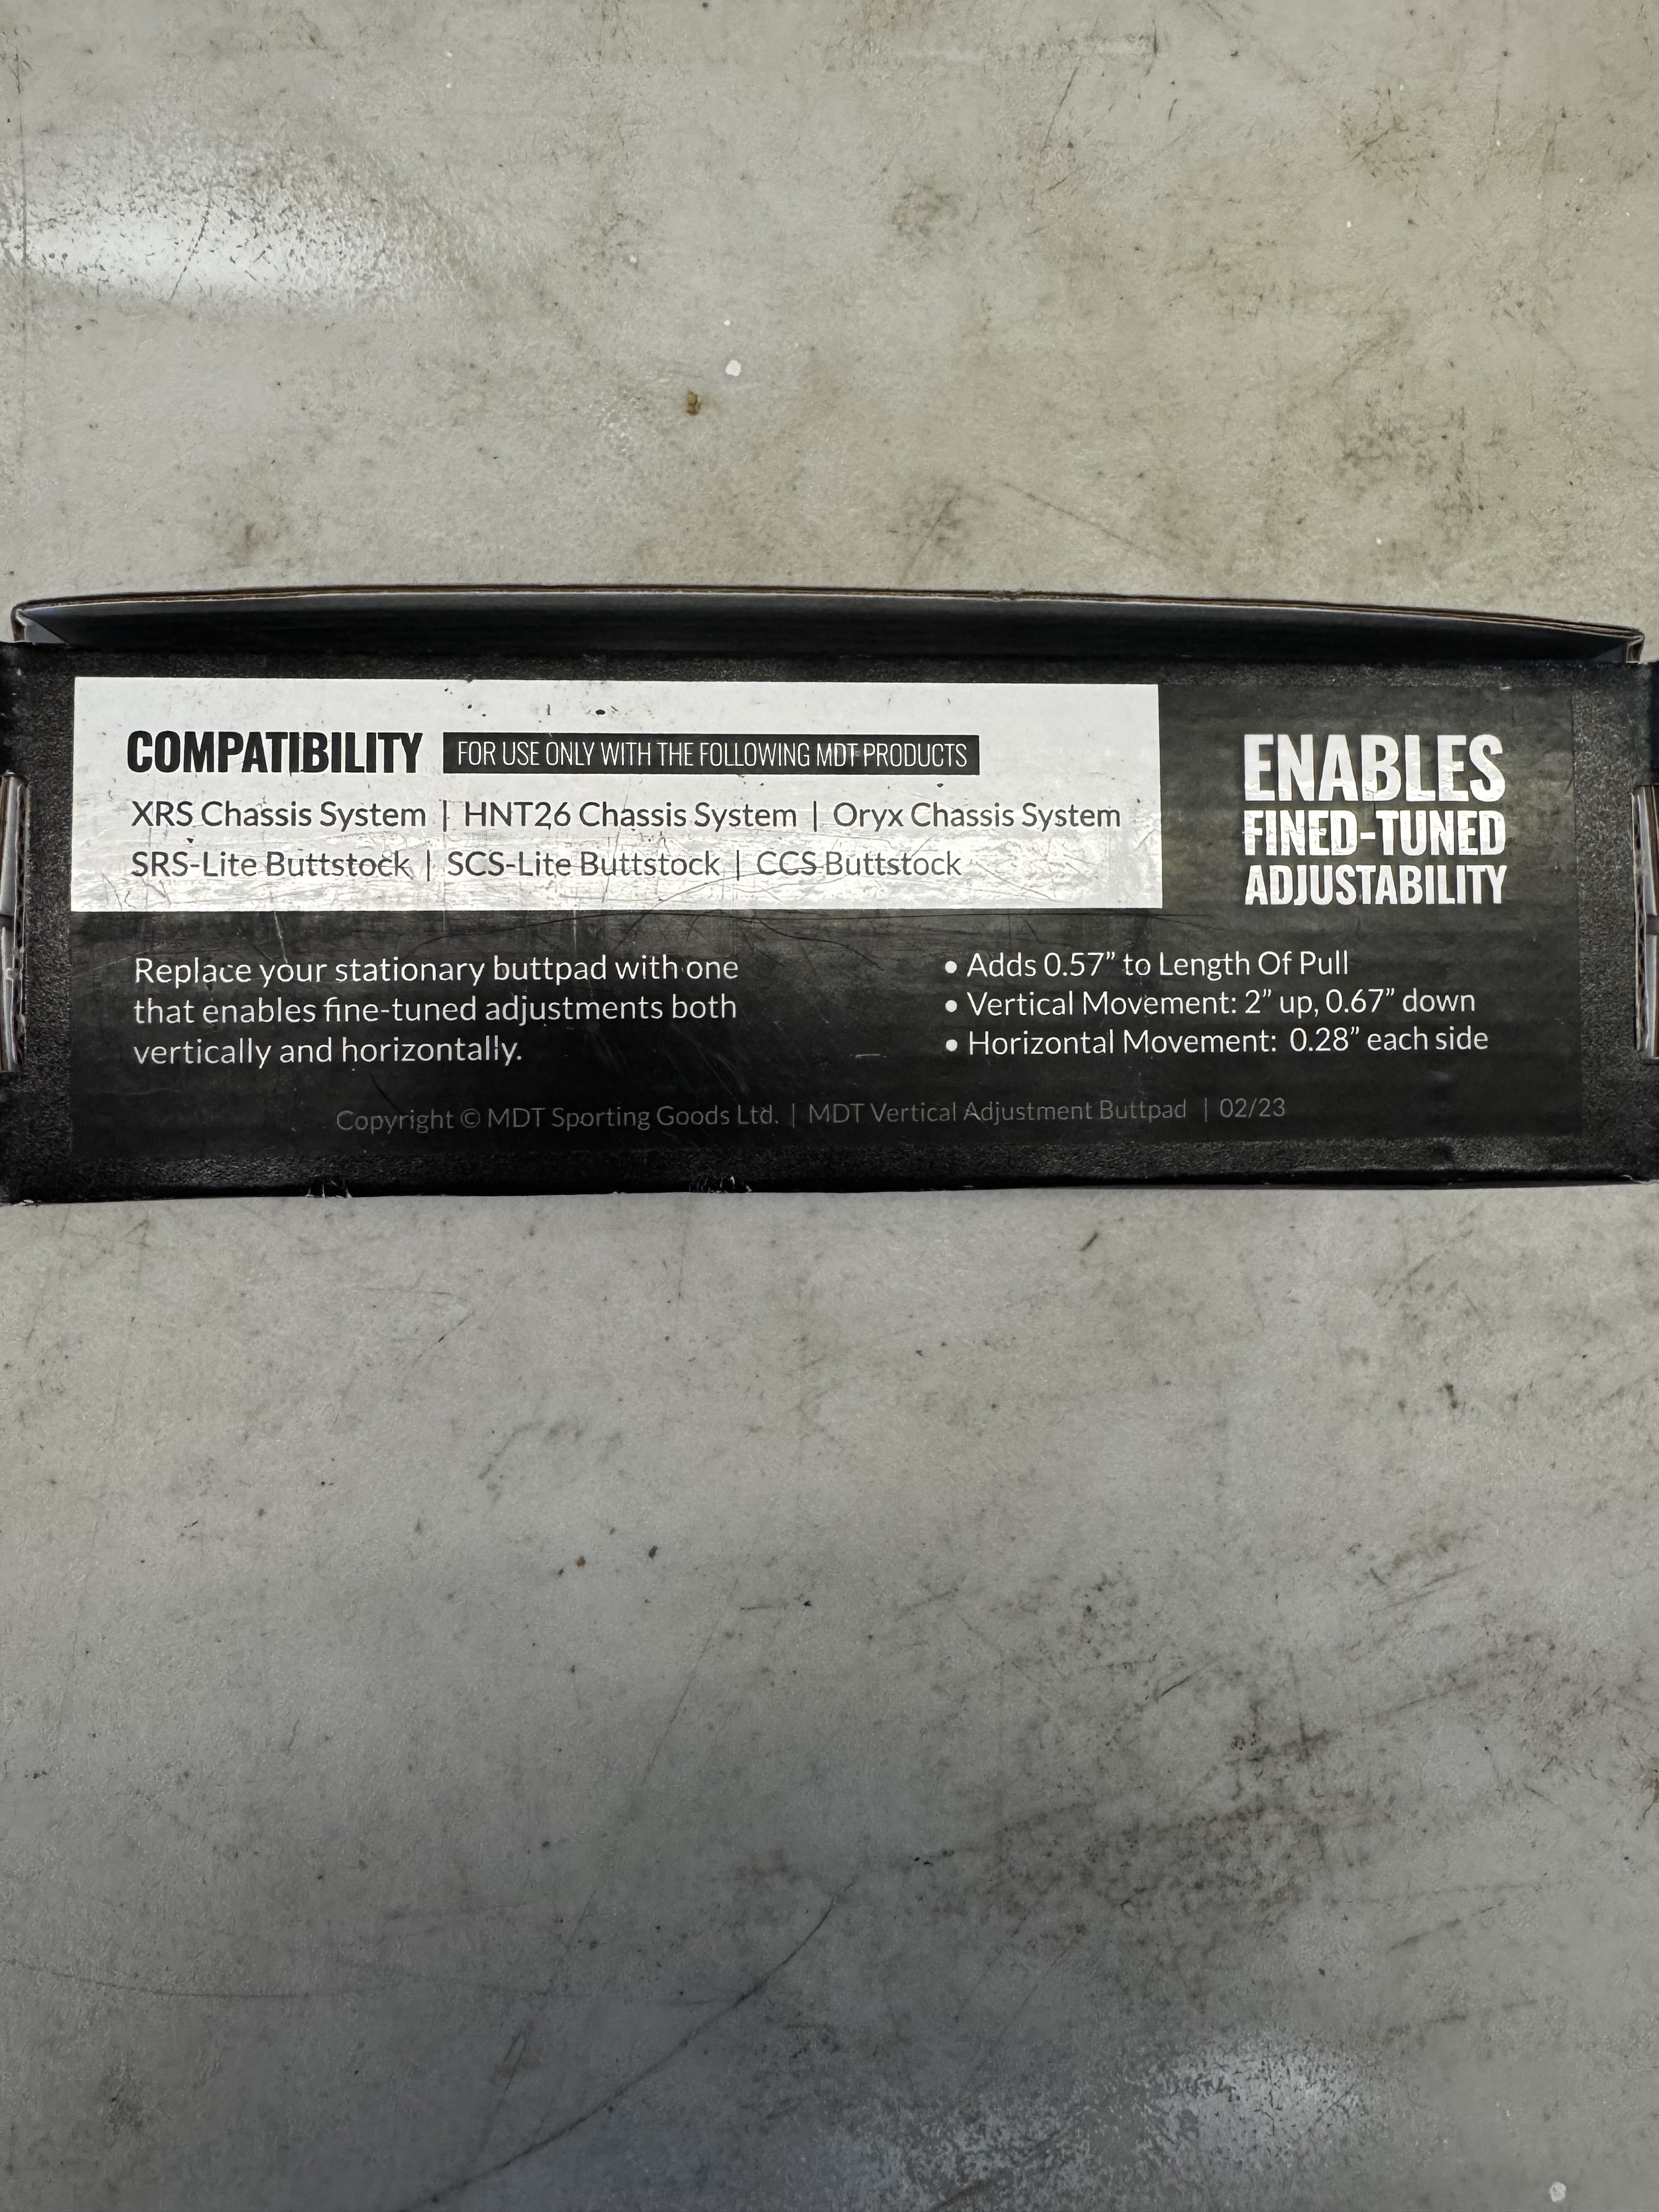 COMPATIBILITY FOR USE ONLY WITH THE FOLLOWING MDT PRODUCTS
XRS Chassis System | HNT26 Chassis System | Oryx Chassis System
SRS-Lite Buttstock | SCS-Lite Buttstock | CCS Buttstock
ENABLES
FINED-TUNED
ADJUSTABILITY
Replace your stationary buttpad with one
that enables fine-tuned adjustments both
vertically and horizontally.
• Adds 0.57” to Length Of Pull
• Vertical Movement: 2” up, 0.67” down
• Horizontal Movement: 0.28” each side
Copyright © MDT Sporting Goods Ltd. | MDT Vertical Adjustment Buttpad | 02/23